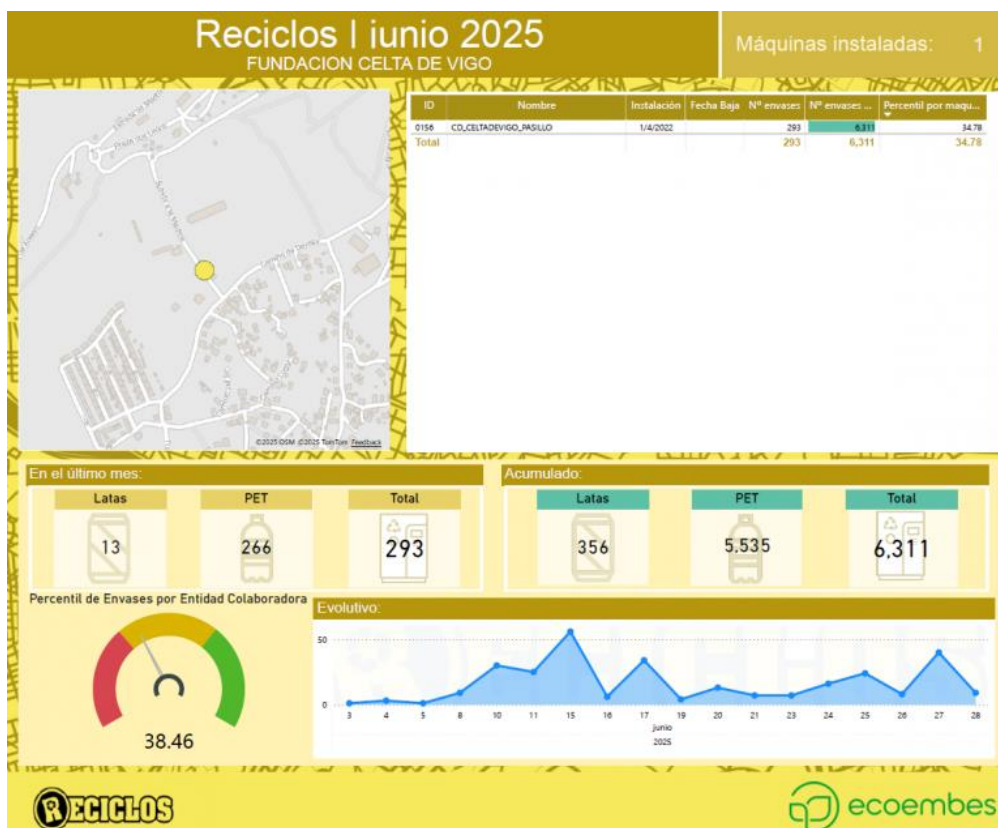 Reciclos | junio 2025
FUNDACION CELTA DE VIGO
Máquinas instaladas: 1
ID Nombre Instalación Fecha Baja Nº envases Nº envases ... Percentil por maqu...
0156 CD_CELTADEVIGO_PASILLO 1/4/2022 293 6,311 34.78
Total 293 6,311 34.78
©2025 OSM ©2025 TomTom Feedback
En el último mes:
Latas PET Total
13 266 293
Acumulado:
Latas PET Total
356 5,535 6,311
Percentil de Envases por Entidad Colaboradora
38.46
Evolutivo:
50
0
3 4 5 8 10 11 15 16 17 19 20 21 23 24 25 26 27 28
junio
2025
RECICLOS
ecoembes